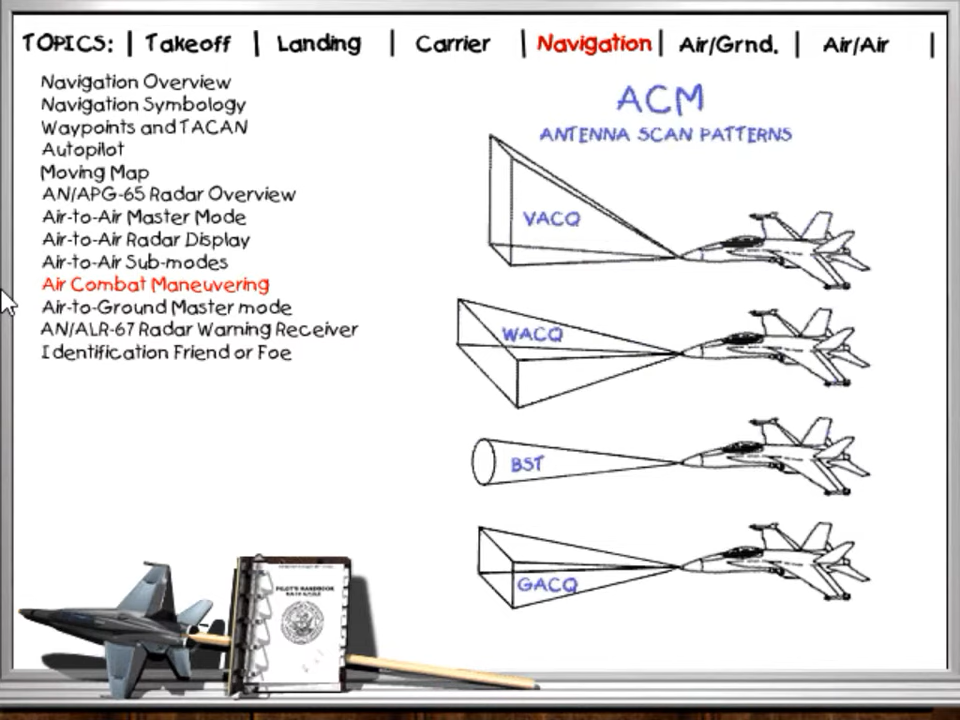 TOPICS: | Takeoff | Landing | Carrier | Navigation | Air/Grnd. | Air/Air |
Navigation Overview
Navigation Symbology
Waypoints and TACAN
Autopilot
Moving Map
AN/APG-65 Radar Overview
Air-to-Air Master Mode
Air-to-Air Radar Display
Air-to-Air Sub-modes
Air Combat Maneuvering
Air-to-Ground Master mode
AN/ALR-67 Radar Warning Receiver
Identification Friend or Foe
ACM
ANTENNA SCAN PATTERNS
VACQ
WACQ
BST
GACQ
PILOT'S HANDBOOK